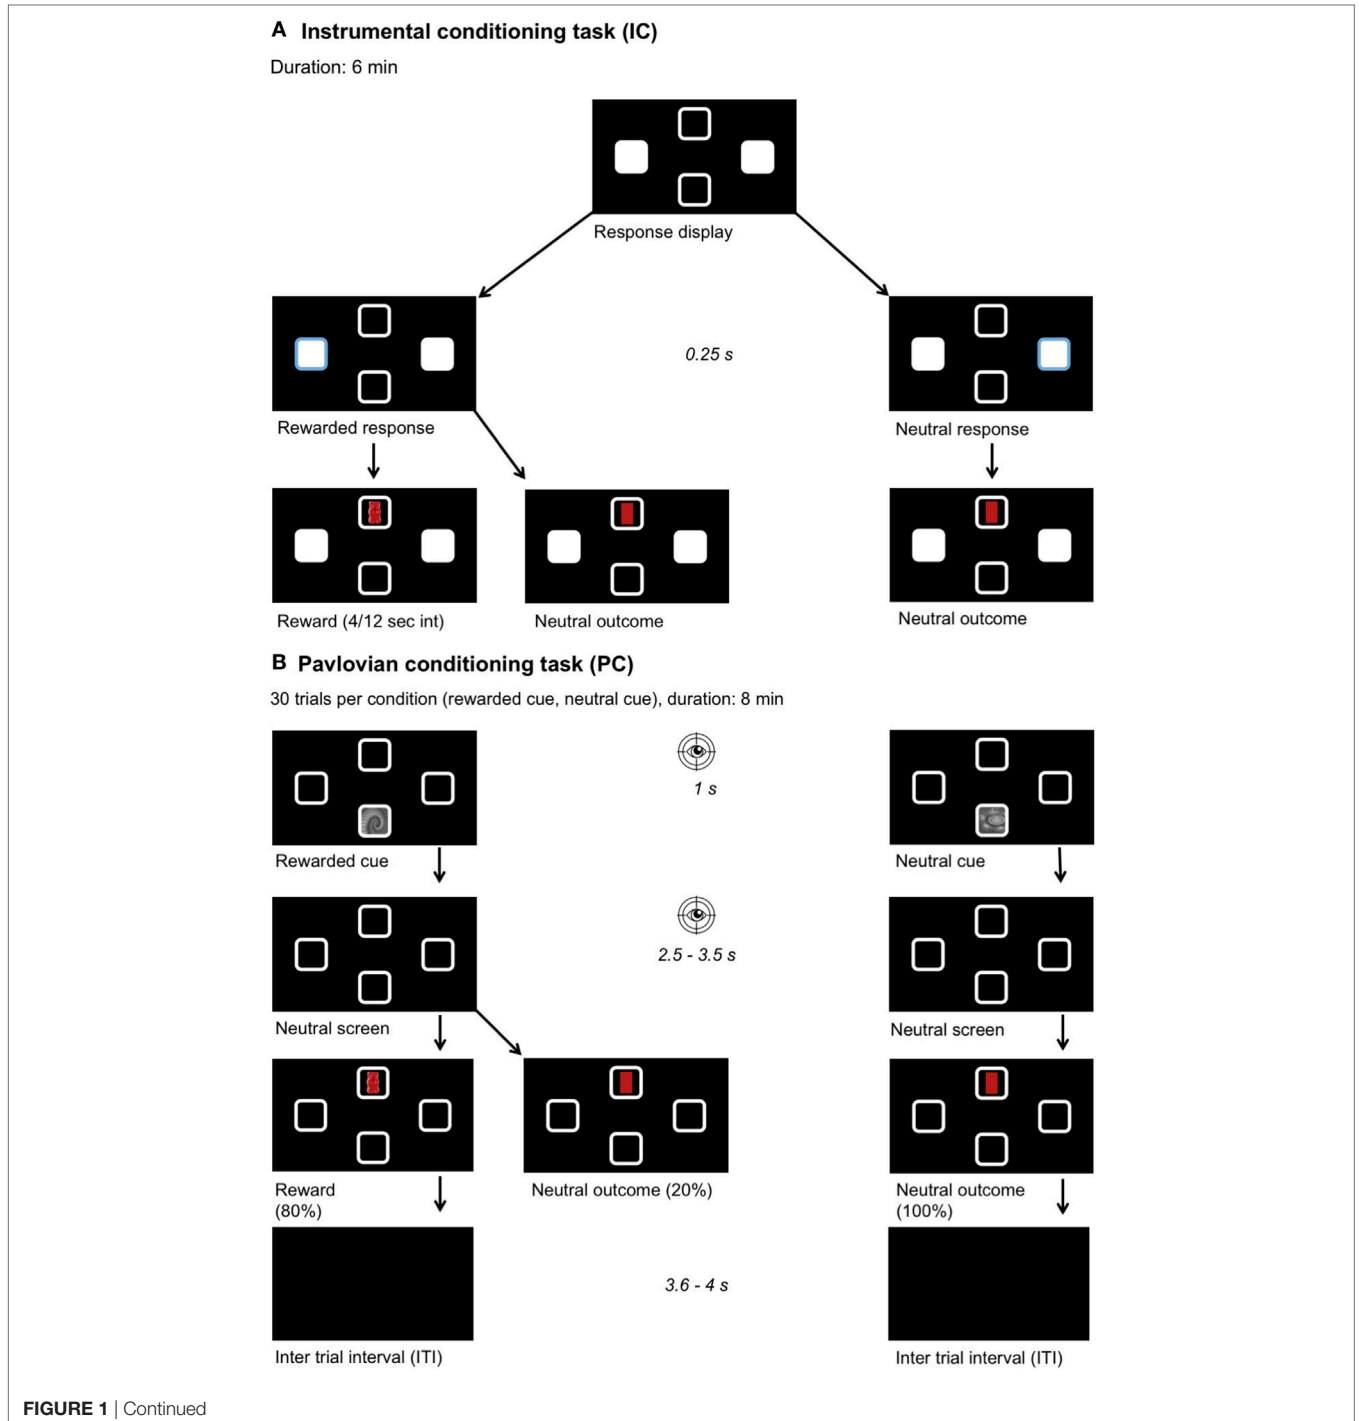 A Instrumental conditioning task (IC)
Duration: 6 min
Response display
0.25 s
Rewarded response
Neutral response
Reward (4/12 sec int)
Neutral outcome
Neutral outcome
B Pavlovian conditioning task (PC)
30 trials per condition (rewarded cue, neutral cue), duration: 8 min
1 s
Rewarded cue
Neutral cue
2.5 - 3.5 s
Neutral screen
Neutral screen
Reward
(80%)
Neutral outcome (20%)
Neutral outcome
(100%)
3.6 - 4 s
Inter trial interval (ITI)
Inter trial interval (ITI)
FIGURE 1 | Continued